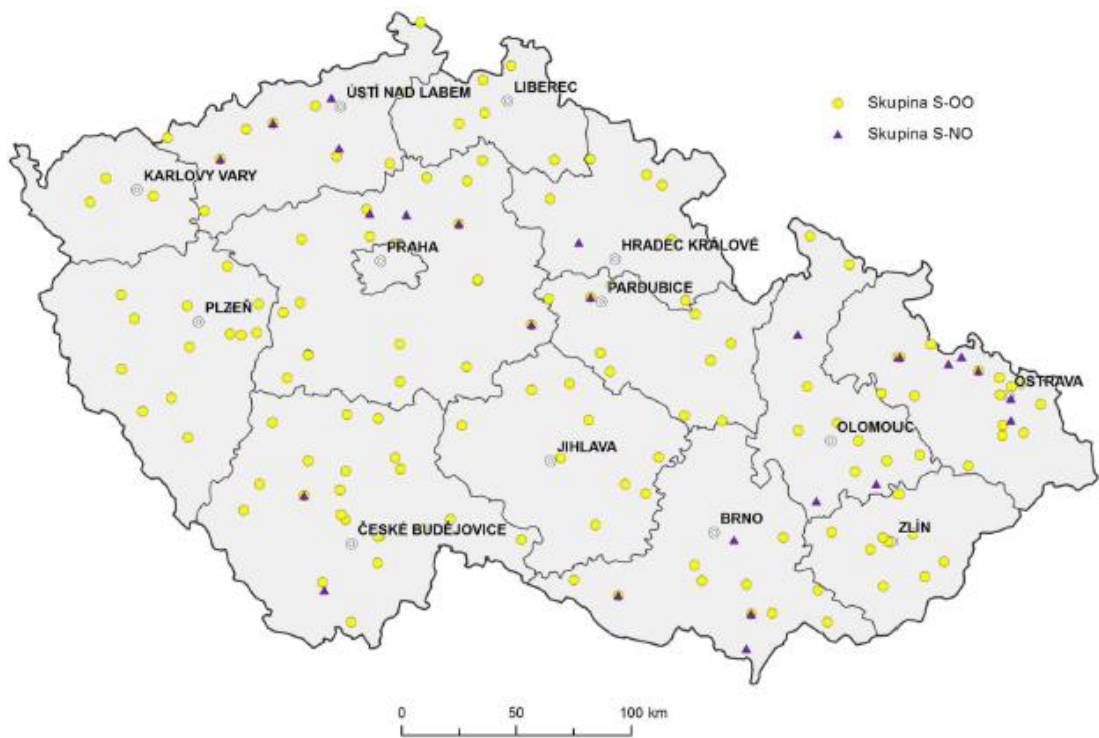 ÚSTÍ NAD LABEM
LIBEREC
Skupina S-OO
Skupina S-NO
KARLOVY VARY
PRAHA
HRADEC KRÁLOVÉ
PARDUBICE
PLZEŇ
OSTRAVA
OLOMOUC
JIHLAVA
BRNO
ZLÍN
ČESKÉ BUDĚJOVICE
0 50 100 km